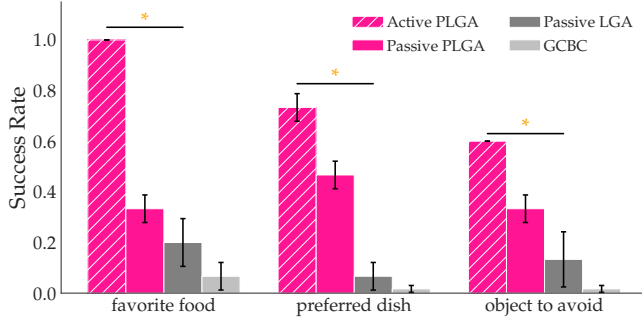 Active PLGA
Passive PLGA
Passive LGA
GCBC
Success Rate
1.0
0.8
0.6
0.4
0.2
0.0
*
*
*
favorite food
preferred dish
object to avoid